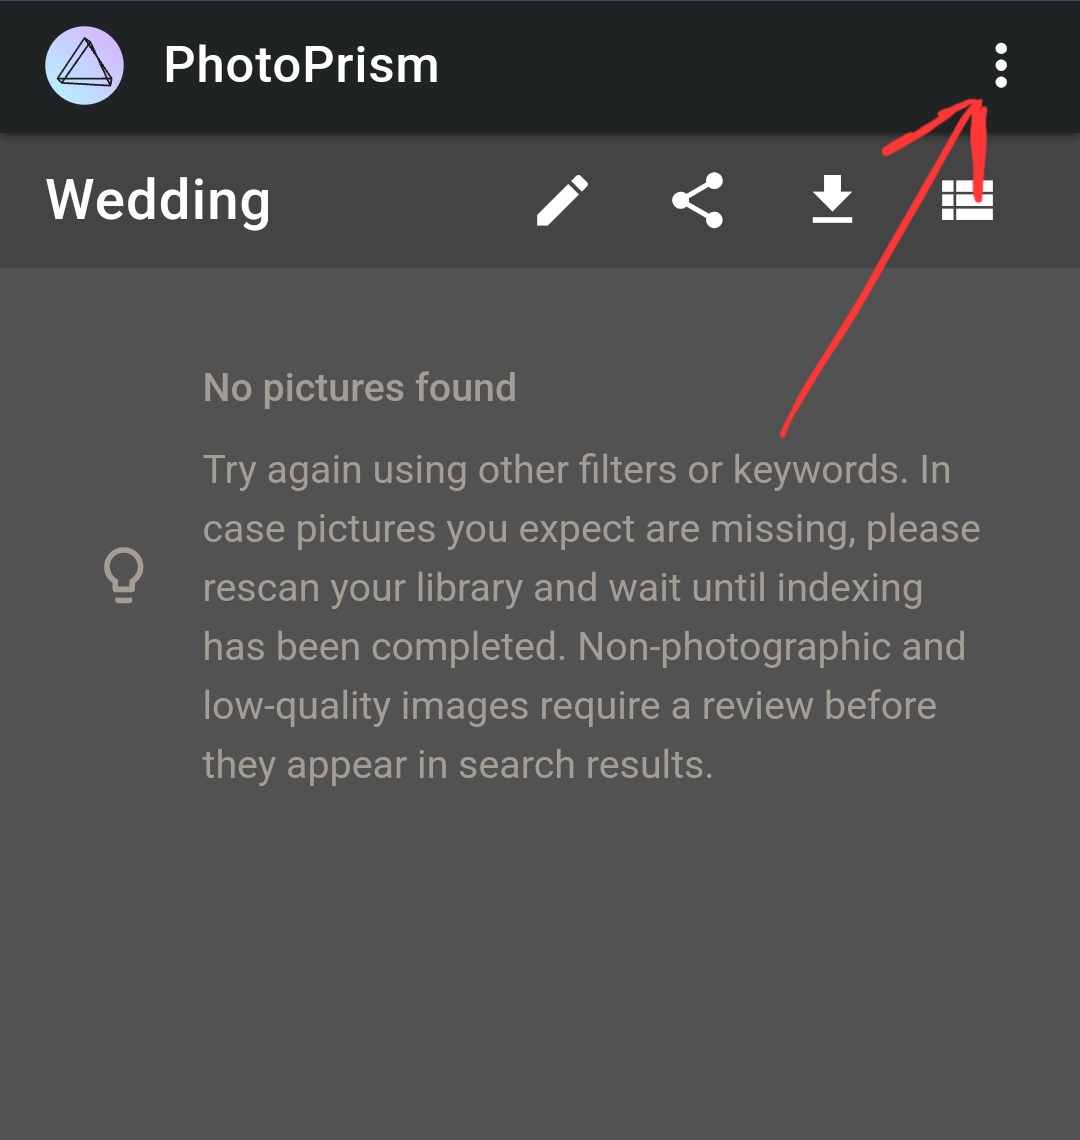 PhotoPrism
Wedding
No pictures found
Try again using other filters or keywords. In
case pictures you expect are missing, please
rescan your library and wait until indexing
has been completed. Non-photographic and
low-quality images require a review before
they appear in search results.